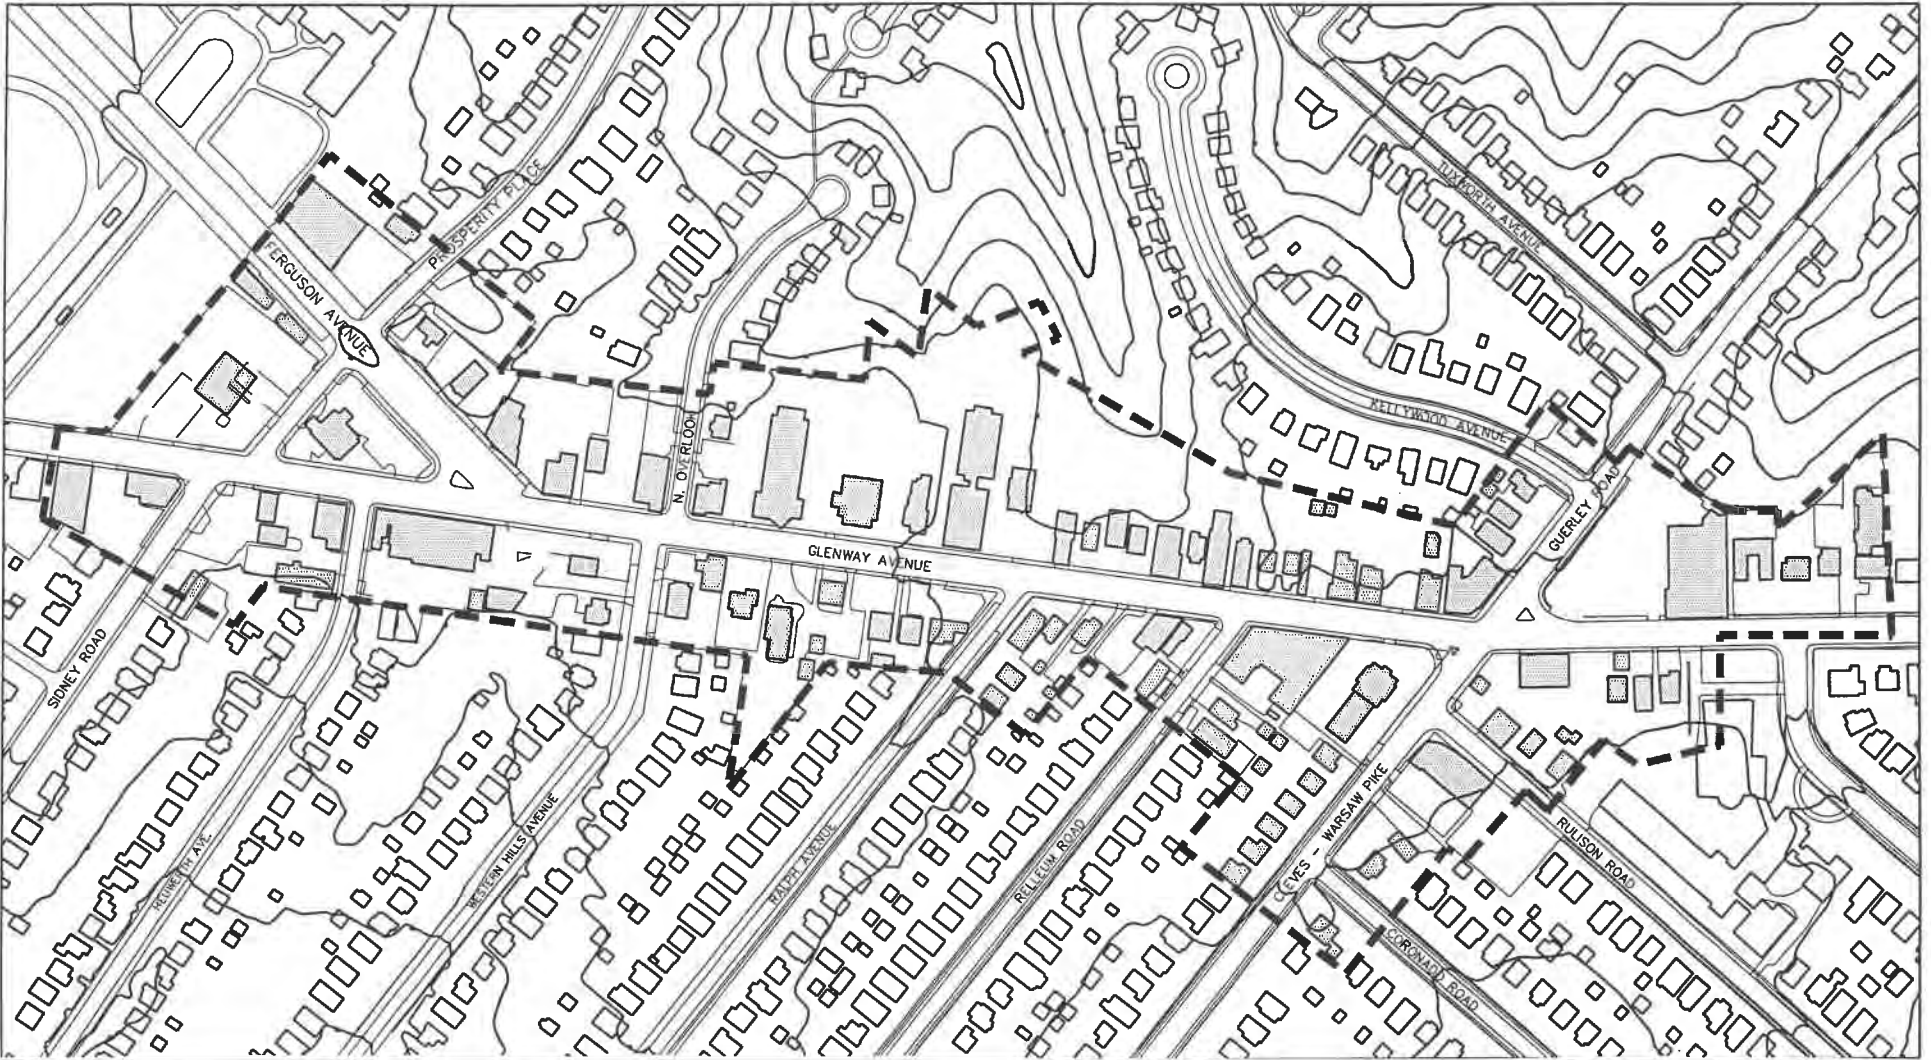 PROSPERITY PLACE
FERGUSON AVENUE
TUXWORTH AVENUE
KELLYWOOD AVENUE
N. OVERLOOK
GUERLEY ROAD
GLENWAY AVENUE
SIDNEY ROAD
WESTERN HILLS AVENUE
RALPH AVENUE
RELLEUM ROAD
CLEVES - WARSAW PIKE
RULISON ROAD
CORONADO ROAD